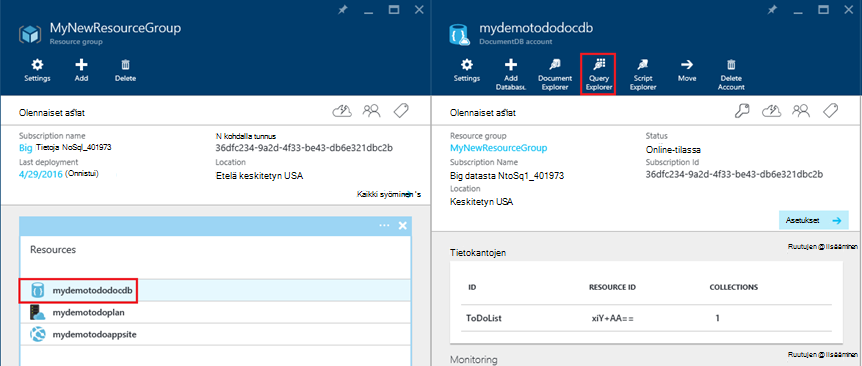 MyNewResourceGroup
Resource group
Settings
Add
Delete
Olennaiset
Subscription name
Big Tietoja NoSql_401973
N kohdalla tunnus
36dfc234-9a2d-4f33-be43-db6e321dbc2b
Last deployment
4/29/2016 (Onnistui)
Location
Etelä keskitetyn USA
Kaikki syöminen 's
Resources
mydemotododocdb
mydemotodoplan
mydemotodoappsite
mydemotododocdb
DocumentDB account
Settings
Add Databas.
Document Explorer
Query Explorer
Script Explorer
Move
Delete Account
Olennaiset
Resource group
MyNewResourceGroup
Status
Online-tilassa
Subscription Name
Big datasta NtoSq1_401973
Subscription Id
36dfc234-9a2d-4f33-be43-db6e321dbc2b
Location
Keskitetyn USA
Asetukset
Ruutujen @ lisääminen
Tietokantojen
ID RESOURCE ID COLLECTIONS
ToDoList xiY+AA== 1
Ruutujen @ lisääminen
Monitoring